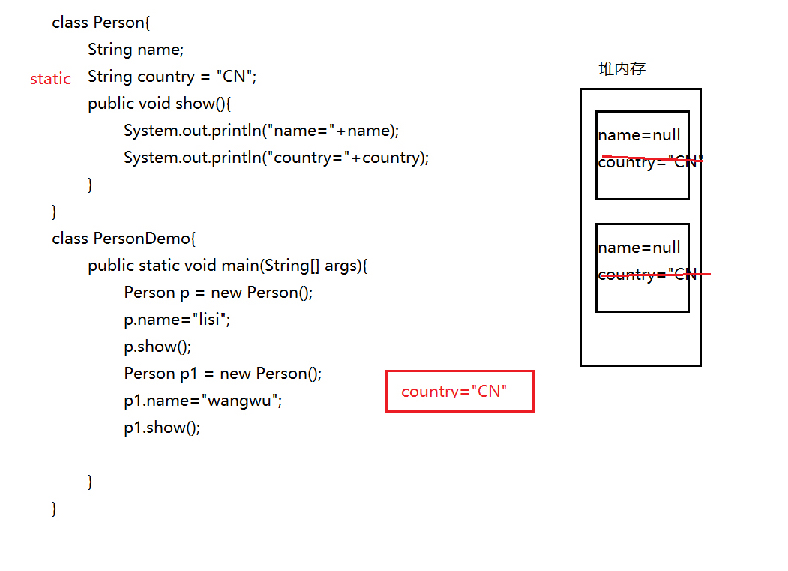 class Person{
String name;
static String country = "CN";
public void show(){
System.out.println("name="+name);
System.out.println("country="+country);
}
}
class PersonDemo{
public static void main(String[] args){
Person p = new Person();
p.name="lisi";
p.show();
Person p1 = new Person();
p1.name="wangwu";
p1.show();
}
}
country="CN"
堆内存
name=null
country="CN"
name=null
country="CN